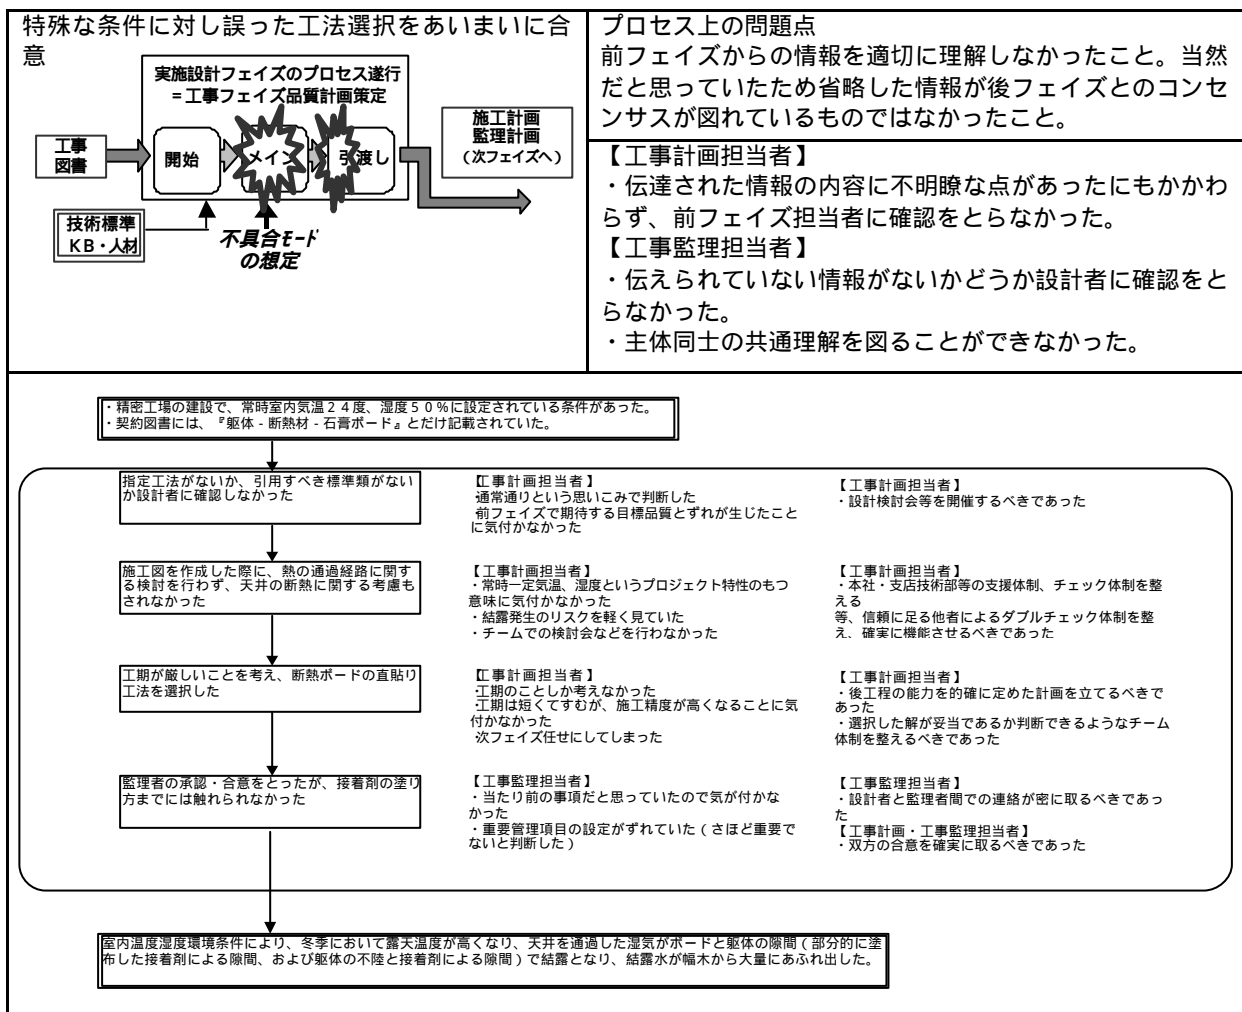 特殊な条件に対し誤った工法選択をあいまいに合
意
実施設計フェイズのプロセス遂行
=工事フェイズ品質計画策定
工事
図書
開始
メイン
引渡し
施工計画
監理計画
(次フェイズへ)
技術標準
KB・人材
不具合モード
の想定
プロセス上の問題点
前フェイズからの情報を適切に理解しなかったこと。当然
だと思っていたため省略した情報が後フェイズとのコンセ
ンサスが図れているものではなかったこと。
【工事計画担当者】
・伝達された情報の内容に不明瞭な点があったにもかかわ
らず、前フェイズ担当者に確認をとらなかった。
【工事監理担当者】
・伝えられていない情報がないかどうか設計者に確認をと
らなかった。
・主体同士の共通理解を図ることができなかった。
・精密工場の建設で、常時室内気温24度、湿度50%に設定されている条件があった。
・契約図書には、『躯体-断熱材-石膏ボード』とだけ記載されていた。
指定工法がないか、引用すべき標準類がない
か設計者に確認しなかった
【工事計画担当者】
・通常通りという思いこみで判断した
・前フェイズで期待する目標品質とずれが生じたこと
に気付かなかった
【工事計画担当者】
・設計検討会等を開催するべきであった
施工図を作成した際に、熱の通過経路に関す
る検討を行わず、天井の断熱に関する考慮も
されなかった
【工事計画担当者】
・常時一定気温、湿度というプロジェクト特性のもつ
意味に気付かなかった
・結露発生のリスクを軽く見ていた
・チームでの検討会などを行わなかった
【工事計画担当者】
・本社・支店技術部等の支援体制、チェック体制を整
える
等、信頼に足る他者によるダブルチェック体制を整
え、確実に機能させるべきであった
工期が厳しいことを考え、断熱ボードの直貼り
工法を選択した
【工事計画担当者】
・工期のことしか考えなかった
・工期は短くてすむが、施工精度が高くなることに気
付かなかった
・次フェイズ任せにしてしまった
【工事計画担当者】
・後工程の能力を的確に定めた計画を立てるべきで
あった
・選択した解が妥当であるか判断できるようなチーム
体制を整えるべきであった
監理者の承認・合意をとったが、接着剤の塗り
方までには触れられなかった
【工事監理担当者】
・当たり前の事項だと思っていたので気が付かな
かった
・重要管理項目の設定がずれていた(さほど重要で
ないと判断した)
【工事監理担当者】
・設計者と監理者間での連絡が密に取るべきであっ
た
【工事計画・工事監理担当者】
・双方の合意を確実に取るべきであった
室内温度湿度環境条件により、冬季において露天温度が高くなり、天井を通過した湿気がボードと躯体の隙間(部分的に塗
布した接着剤による隙間、および躯体の不陸と接着剤による隙間)で結露となり、結露水が幅木から大量にあふれ出した。